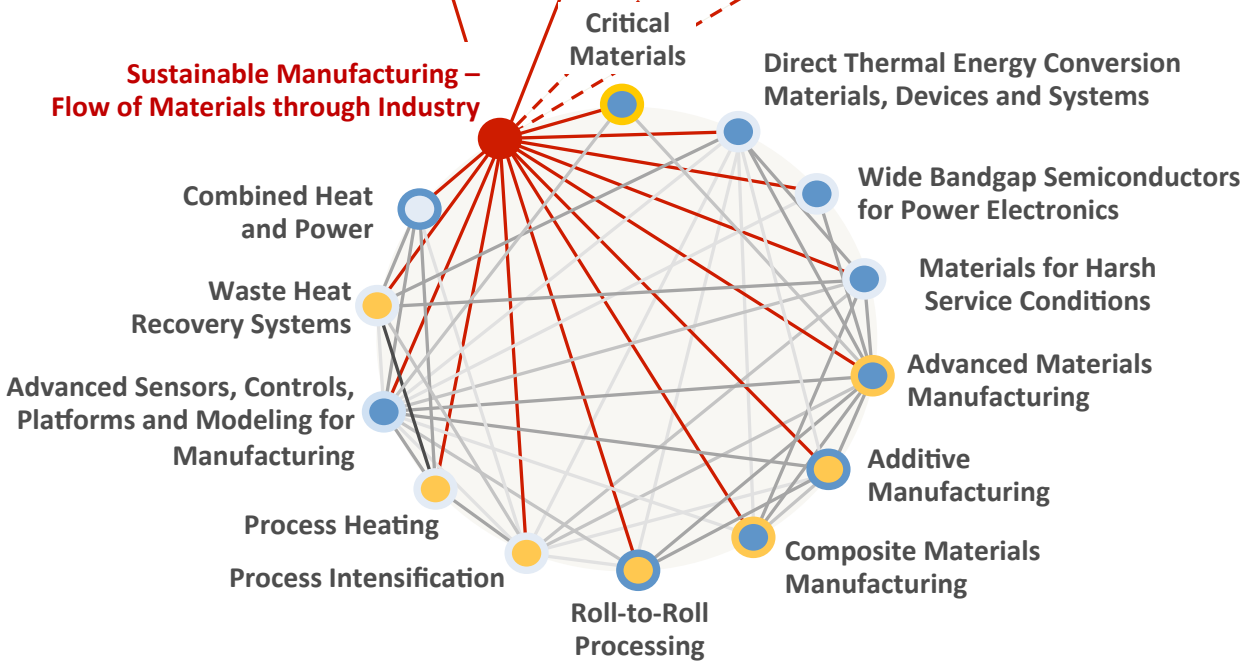 Critical
Materials
Sustainable Manufacturing –
Flow of Materials through Industry
Direct Thermal Energy Conversion
Materials, Devices and Systems
Combined Heat
and Power
Wide Bandgap Semiconductors
for Power Electronics
Waste Heat
Recovery Systems
Materials for Harsh
Service Conditions
Advanced Sensors, Controls,
Platforms and Modeling for
Manufacturing
Advanced Materials
Manufacturing
Additive
Manufacturing
Process Heating
Composite Materials
Manufacturing
Process Intensification
Roll-to-Roll
Processing